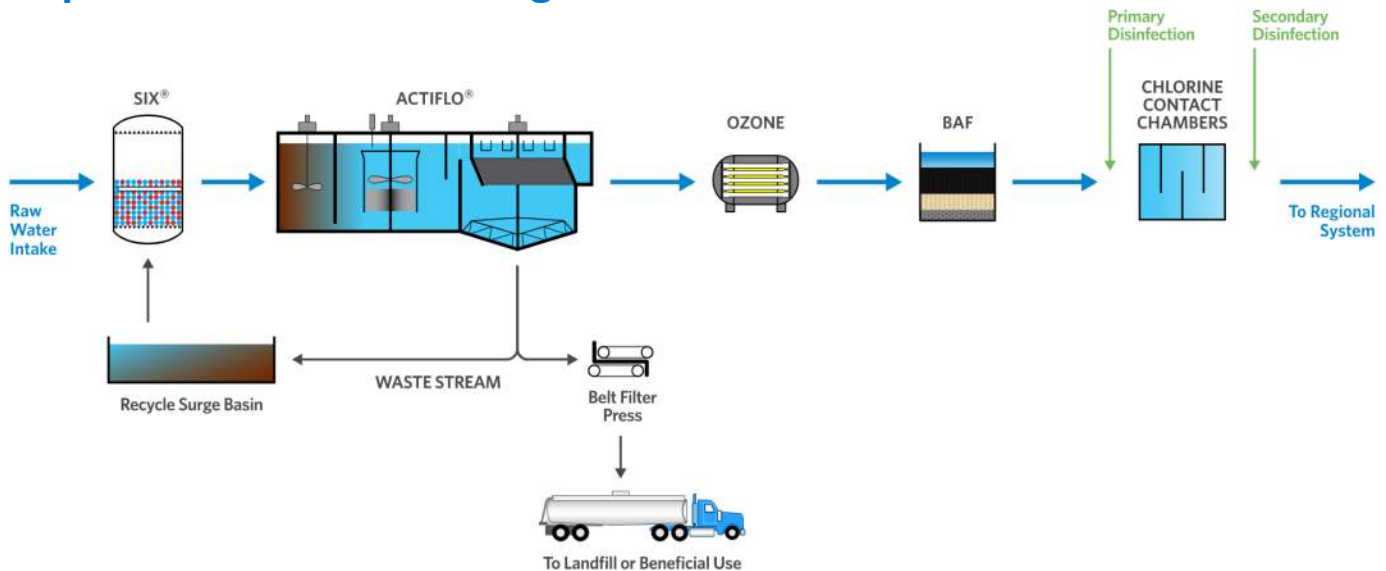 Primary
Disinfection
Secondary
Disinfection
SIX®
ACTIFLO®
OZONE
BAF
CHLORINE
CONTACT
CHAMBERS
Raw
Water
Intake
To Regional
System
WASTE STREAM
Recycle Surge Basin
Belt Filter
Press
To Landfill or Beneficial Use